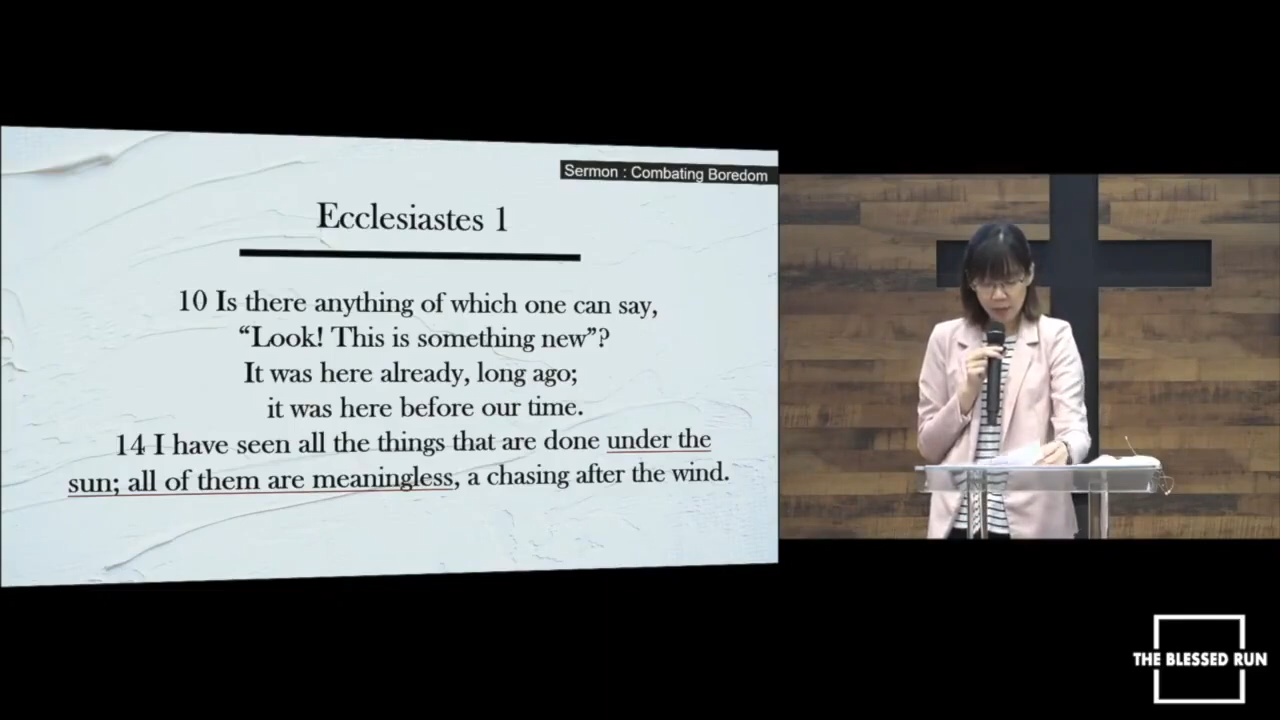 Sermon : Combating Boredom
Ecclesiastes 1
10 Is there anything of which one can say,
“Look! This is something new”?
It was here already, long ago;
it was here before our time.
14 I have seen all the things that are done under the
sun; all of them are meaningless, a chasing after the wind.
THE BLESSED RUN